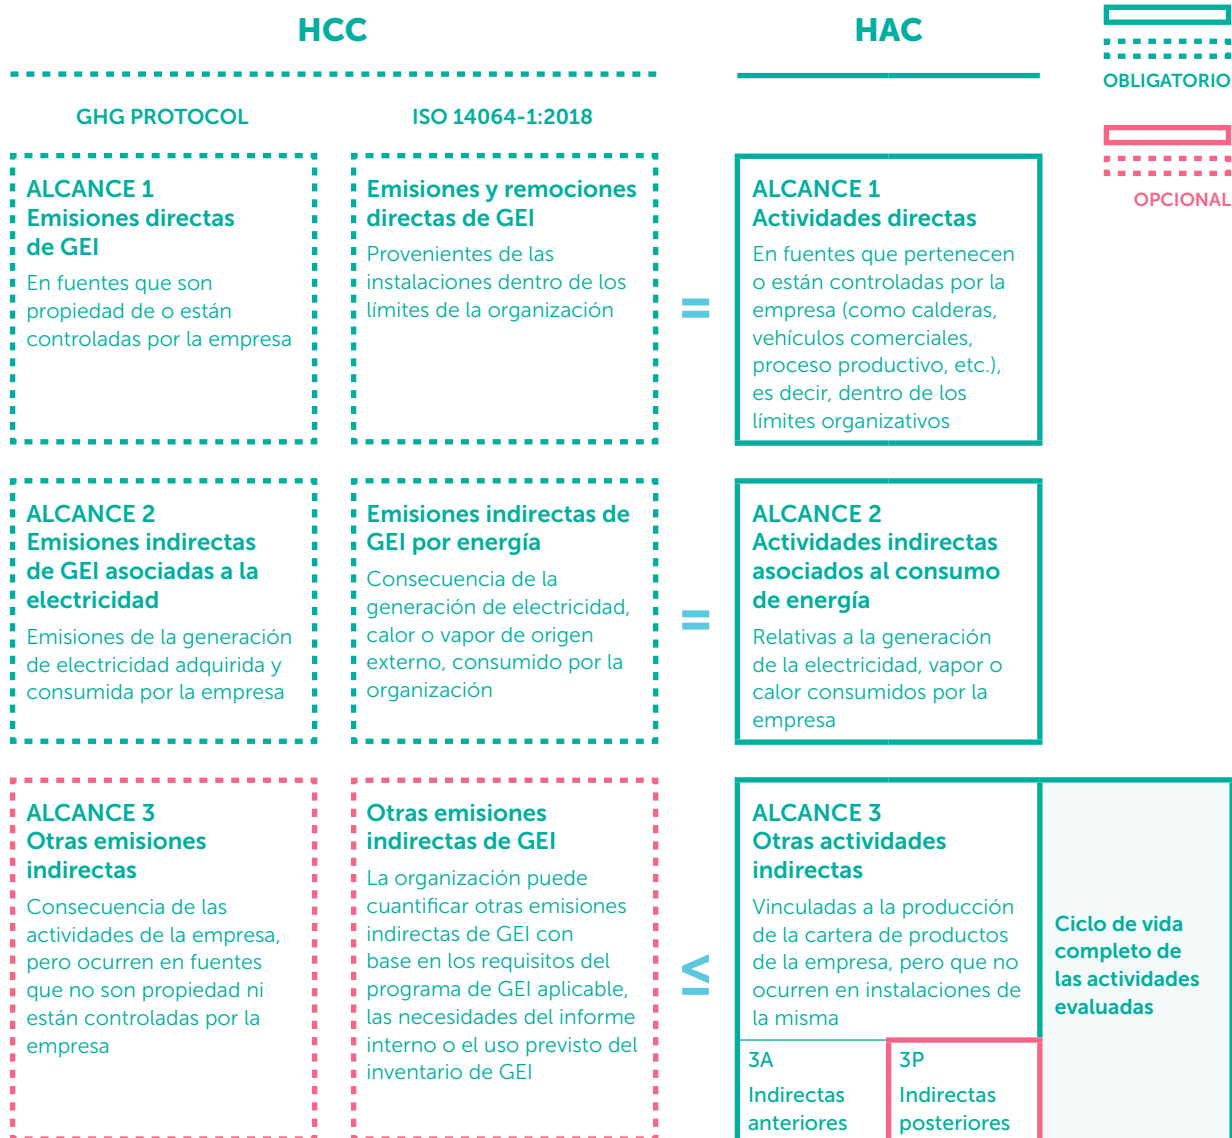 HCC
HAC
OBLIGATORIO
OPCIONAL
GHG PROTOCOL
ISO 14064-1:2018
ALCANCE 1
Emisiones directas
de GEI
En fuentes que son
propiedad de o están
controladas por la empresa
Emisiones y remociones
directas de GEI
Provenientes de las
instalaciones dentro de los
límites de la organización
=
ALCANCE 1
Actividades directas
En fuentes que pertenecen
o están controladas por la
empresa (como calderas,
vehículos comerciales,
proceso productivo, etc.),
es decir, dentro de los
límites organizativos
ALCANCE 2
Emisiones indirectas
de GEI asociadas a la
electricidad
Emisiones de la generación
de electricidad adquirida y
consumida por la empresa
Emisiones indirectas de
GEI por energía
Consecuencia de la
generación de electricidad,
calor o vapor de origen
externo, consumido por la
organización
=
ALCANCE 2
Actividades indirectas
asociados al consumo
de energía
Relativas a la generación
de la electricidad, vapor o
calor consumidos por la
empresa
ALCANCE 3
Otras emisiones
indirectas
Consecuencia de las
actividades de la empresa,
pero ocurren en fuentes
que no son propiedad ni
están controladas por la
empresa
Otras emisiones
indirectas de GEI
La organización puede
cuantificar otras emisiones
indirectas de GEI con
base en los requisitos del
programa de GEI aplicable,
las necesidades del informe
interno o el uso previsto del
inventario de GEI
≤
ALCANCE 3
Otras actividades
indirectas
Vinculadas a la producción
de la cartera de productos
de la empresa, pero que no
ocurren en instalaciones de
la misma
3A
Indirectas
anteriores
3P
Indirectas
posteriores
Ciclo de vida
completo de
las actividades
evaluadas